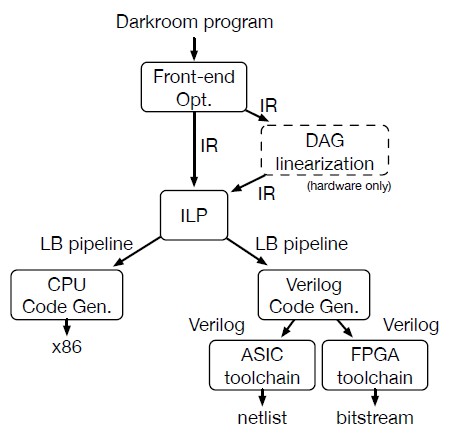 Darkroom program
Front-end
Opt.
IR
IR
DAG
linearization
(hardware only)
IR
ILP
LB pipeline
LB pipeline
CPU
Code Gen.
Verilog
Code Gen.
x86
Verilog
Verilog
ASIC
toolchain
FPGA
toolchain
netlist
bitstream